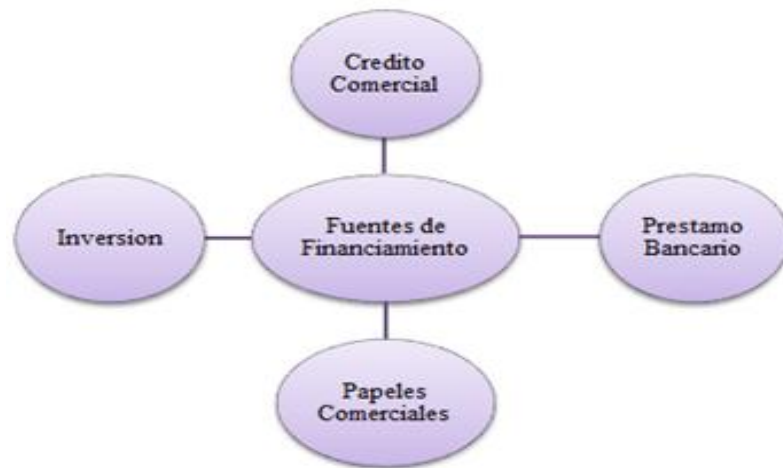 Credito
Comercial
Inversion
Fuentes de
Financiamiento
Prestamo
Bancario
Papeles
Comerciales